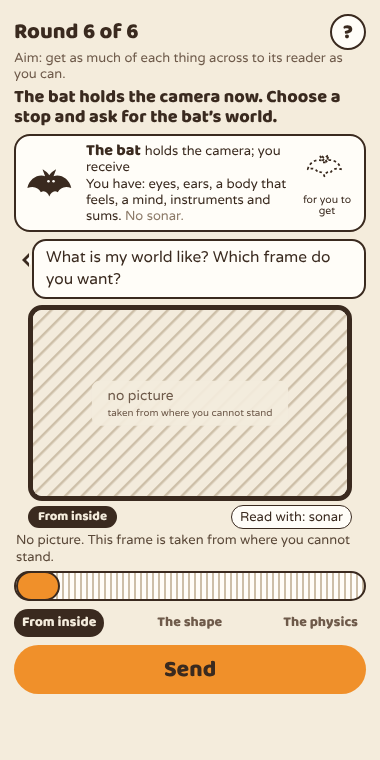 Round 6 of 6
?
Aim: get as much of each thing across to its reader as
you can.
The bat holds the camera now. Choose a
stop and ask for the bat's world.
The bat holds the camera; you
receive
You have: eyes, ears, a body that
feels, a mind, instruments and
sums. No sonar.
for you to
get
What is my world like? Which frame do
you want?
no picture
taken from where you cannot stand
From inside
Read with: sonar
No picture. This frame is taken from where you cannot
stand.
From inside
The shape
The physics
Send